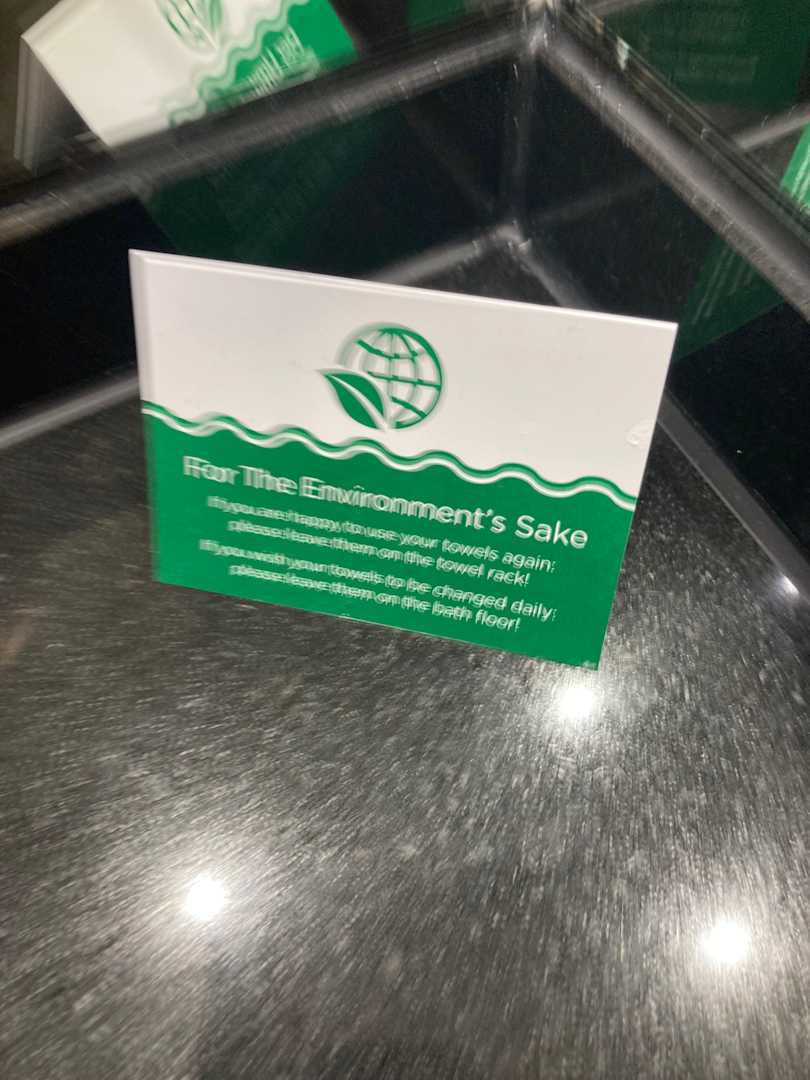 For The Environment's Sake
If you are happy to use your towels again:
please leave them on the towel rack!
If you wish your towels to be changed daily:
please leave them on the bath floor!